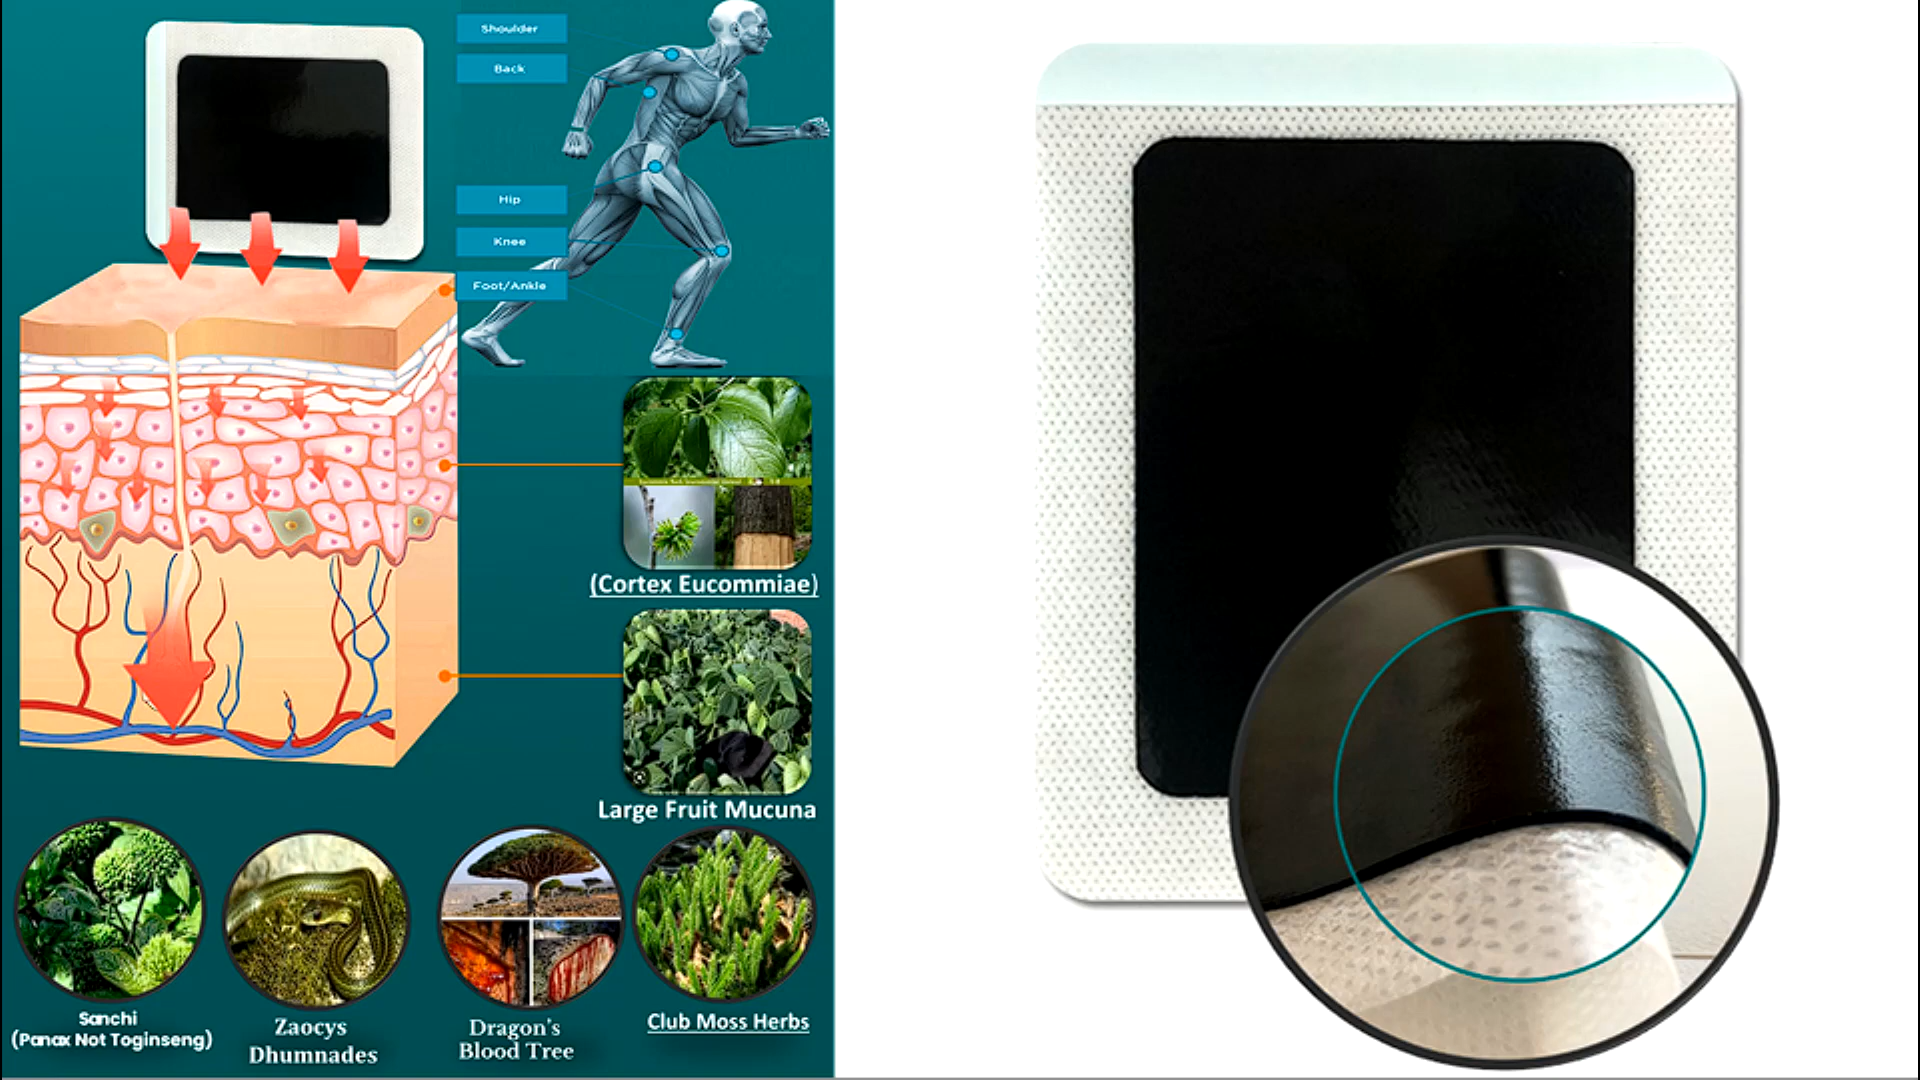 Shoulder
Back
Hip
Knee
Foot/Ankle
(Cortex Eucommiae)
Large Fruit Mucuna
Sanchi
(Panax Not Toginseng)
Zaocys
Dhumnades
Dragon's
Blood Tree
Club Moss Herbs